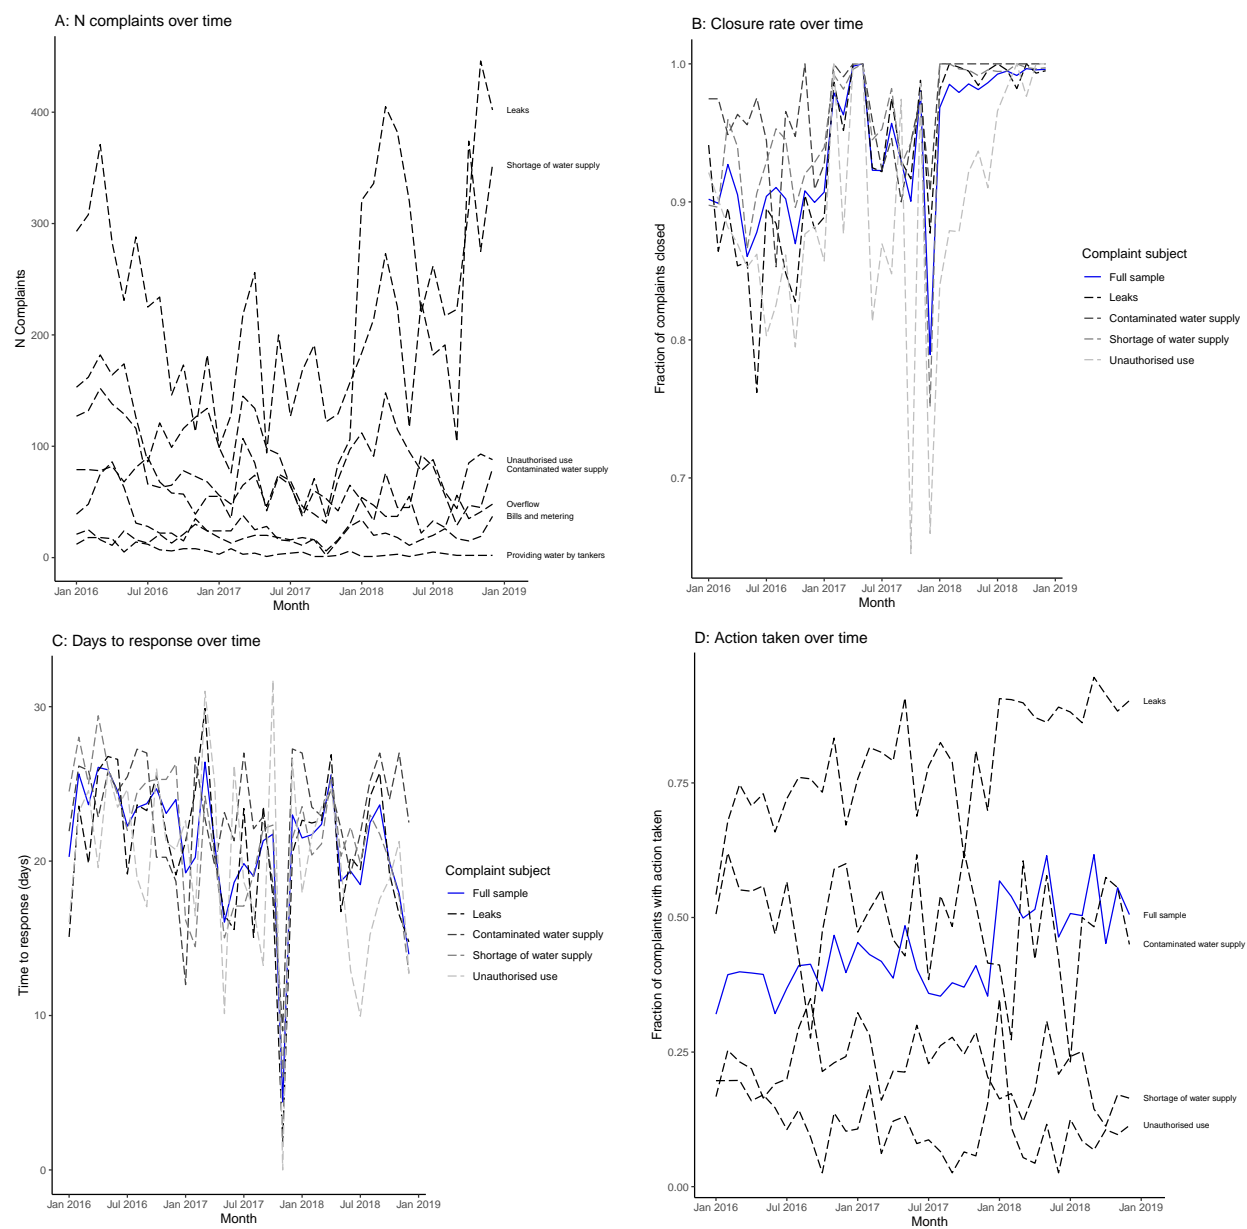 A: N complaints over time
N Complaints
400
300
200
100
0
Leaks
Shortage of water supply
Unauthorised use
Contaminated water supply
Overflow
Bills and metering
Providing water by tankers
Jan 2016 Jul 2016 Jan 2017 Jul 2017 Jan 2018 Jul 2018 Jan 2019
Month
B: Closure rate over time
Fraction of complaints closed
1.0
0.9
0.8
0.7
Jan 2016 Jul 2016 Jan 2017 Jul 2017 Jan 2018 Jul 2018 Jan 2019
Month
Complaint subject
Full sample
Leaks
Contaminated water supply
Shortage of water supply
Unauthorised use
C: Days to response over time
Time to response (days)
30
20
10
0
Jan 2016 Jul 2016 Jan 2017 Jul 2017 Jan 2018 Jul 2018 Jan 2019
Month
Complaint subject
Full sample
Leaks
Contaminated water supply
Shortage of water supply
Unauthorised use
D: Action taken over time
Fraction of complaints with action taken
0.75
0.50
0.25
0.00
Leaks
Full sample
Contaminated water supply
Shortage of water supply
Unauthorised use
Jan 2016 Jul 2016 Jan 2017 Jul 2017 Jan 2018 Jul 2018 Jan 2019
Month